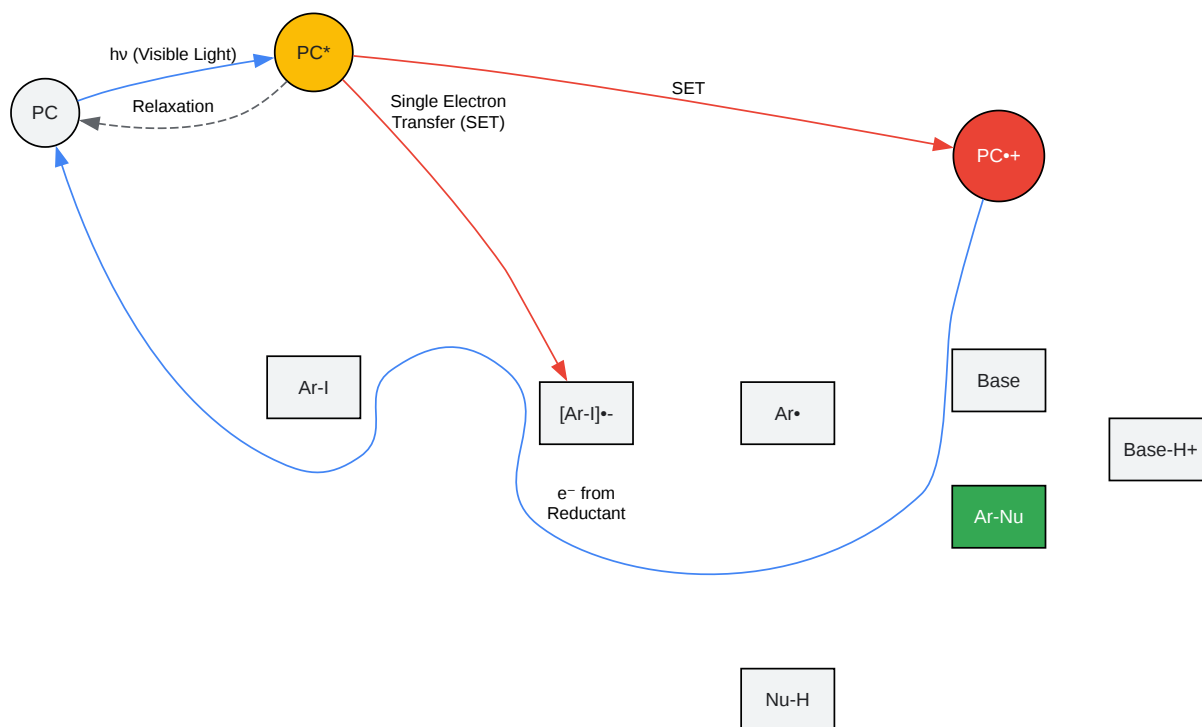 hν (Visible Light)
PC*
PC
Relaxation
Single Electron
Transfer (SET)
SET
PC•+
Ar-I
[Ar-I]•-
Ar•
Base
Base-H+
e⁻ from
Reductant
Ar-Nu
Nu-H